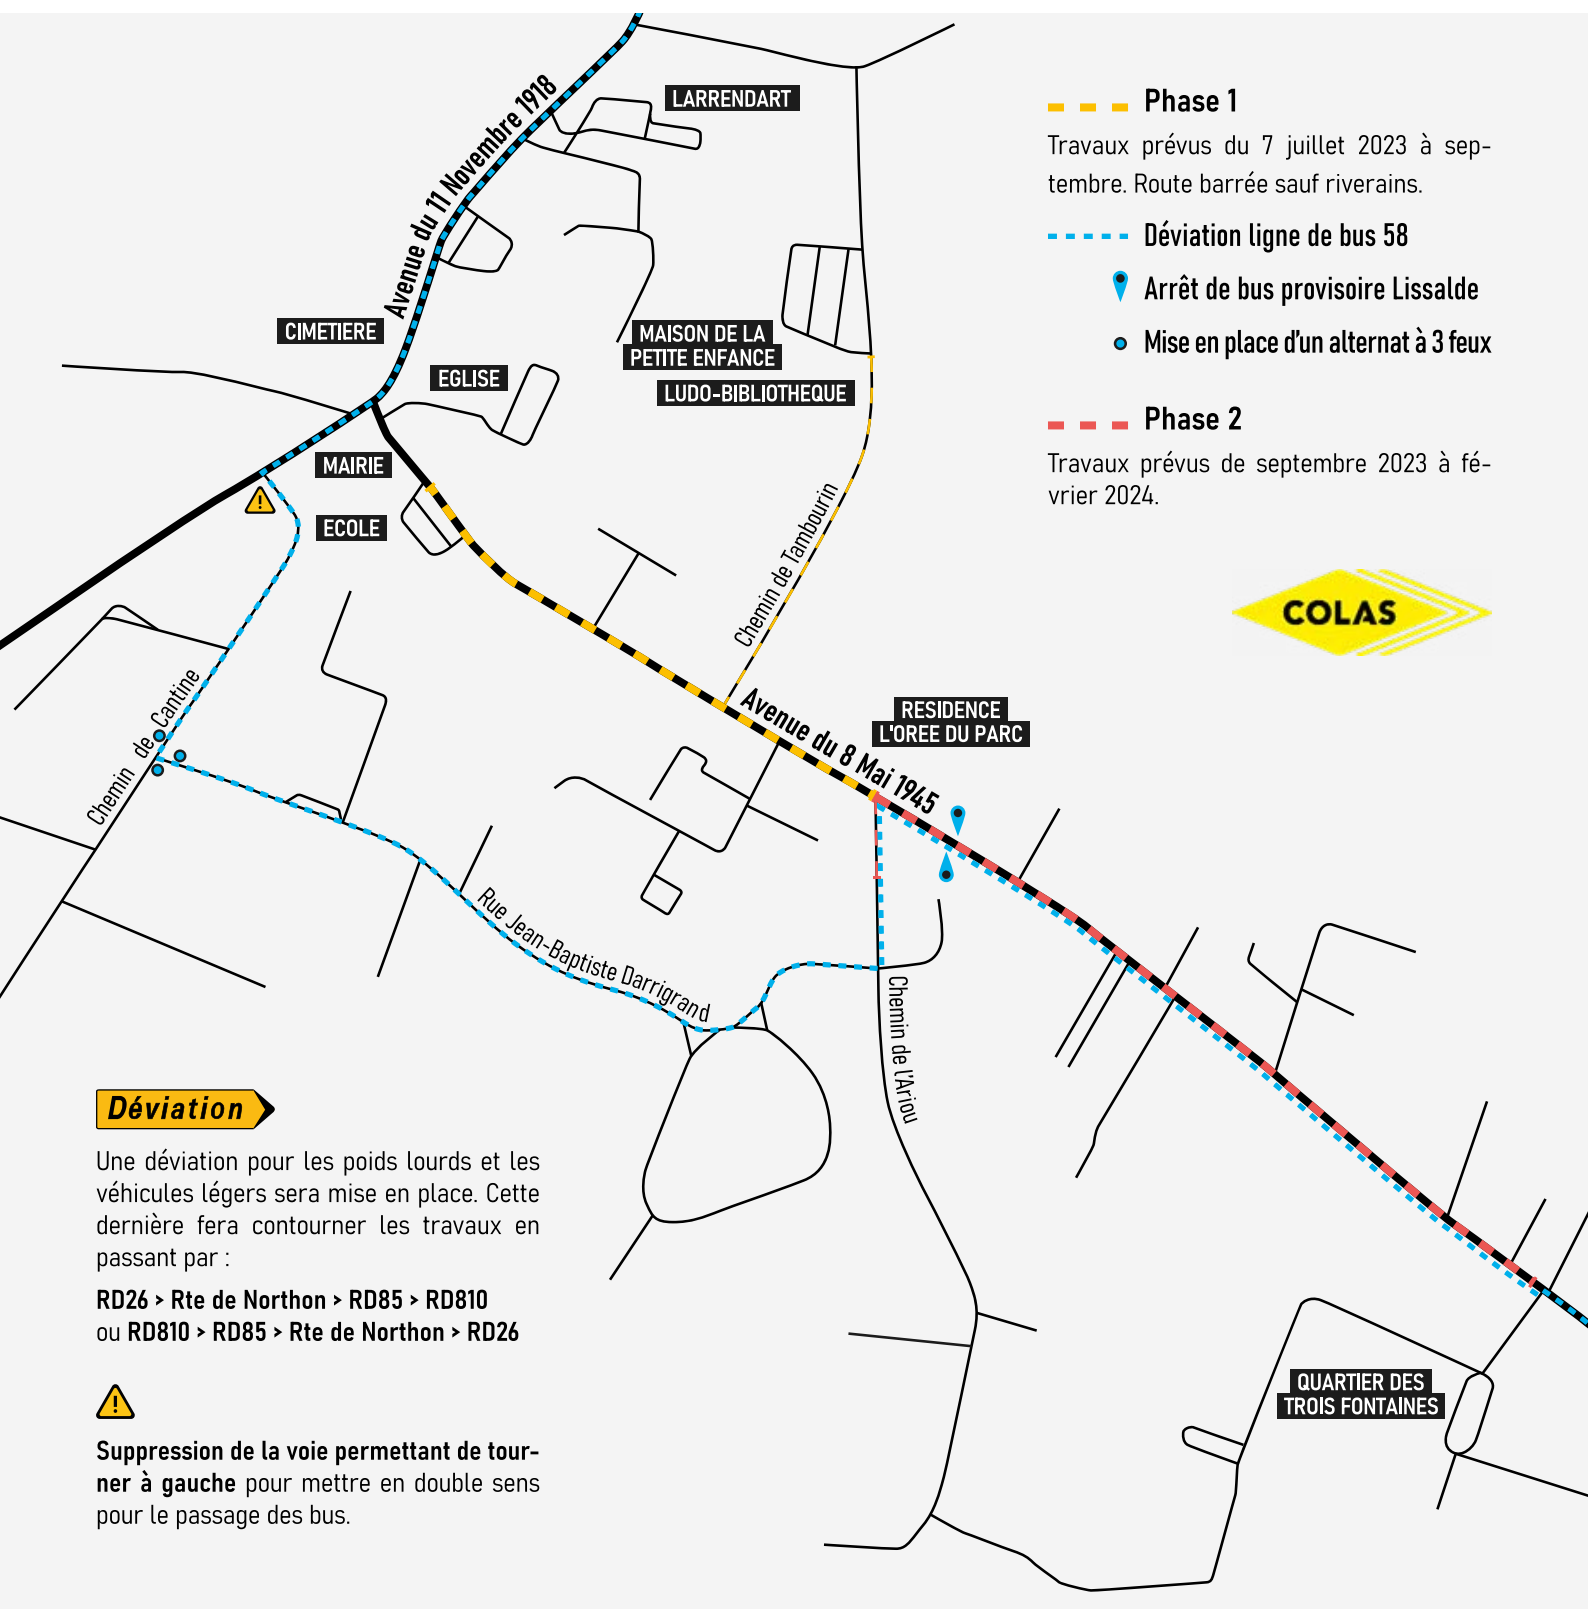 Avenue du 11 Novembre 1918
LARRENDART
CIMETIERE
EGLISE
MAISON DE LA
PETITE ENFANCE
LUDO-BIBLIOTHEQUE
MAIRIE
ECOLE
Chemin de Tambourin
Chemin de Cantine
Avenue du 8 Mai 1945
RESIDENCE
L'OREE DU PARC
Rue Jean-Baptiste Darrigrand
Chemin de l'Ariou
QUARTIER DES
TROIS FONTAINES
Phase 1
Travaux prévus du 7 juillet 2023 à sep-
tembre. Route barrée sauf riverains.
Déviation ligne de bus 58
Arrêt de bus provisoire Lissalde
Mise en place d'un alternat à 3 feux
Phase 2
Travaux prévus de septembre 2023 à fé-
vrier 2024.
COLAS
Déviation
Une déviation pour les poids lourds et les
véhicules légers sera mise en place. Cette
dernière fera contourner les travaux en
passant par :
RD26 > Rte de Northon > RD85 > RD810
ou RD810 > RD85 > Rte de Northon > RD26
Suppression de la voie permettant de tour-
ner à gauche pour mettre en double sens
pour le passage des bus.